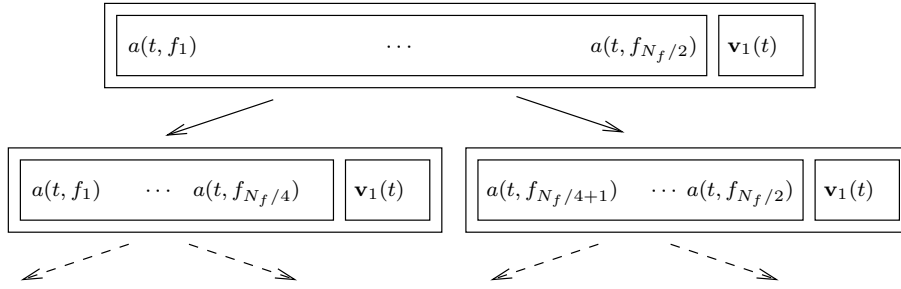 a(t, f_1) ⋯ a(t, f_{N_f/2}) 𝐯_1(t)
a(t, f_1) ⋯ a(t, f_{N_f/4}) 𝐯_1(t) a(t, f_{N_f/4+1}) ⋯ a(t, f_{N_f/2}) 𝐯_1(t)